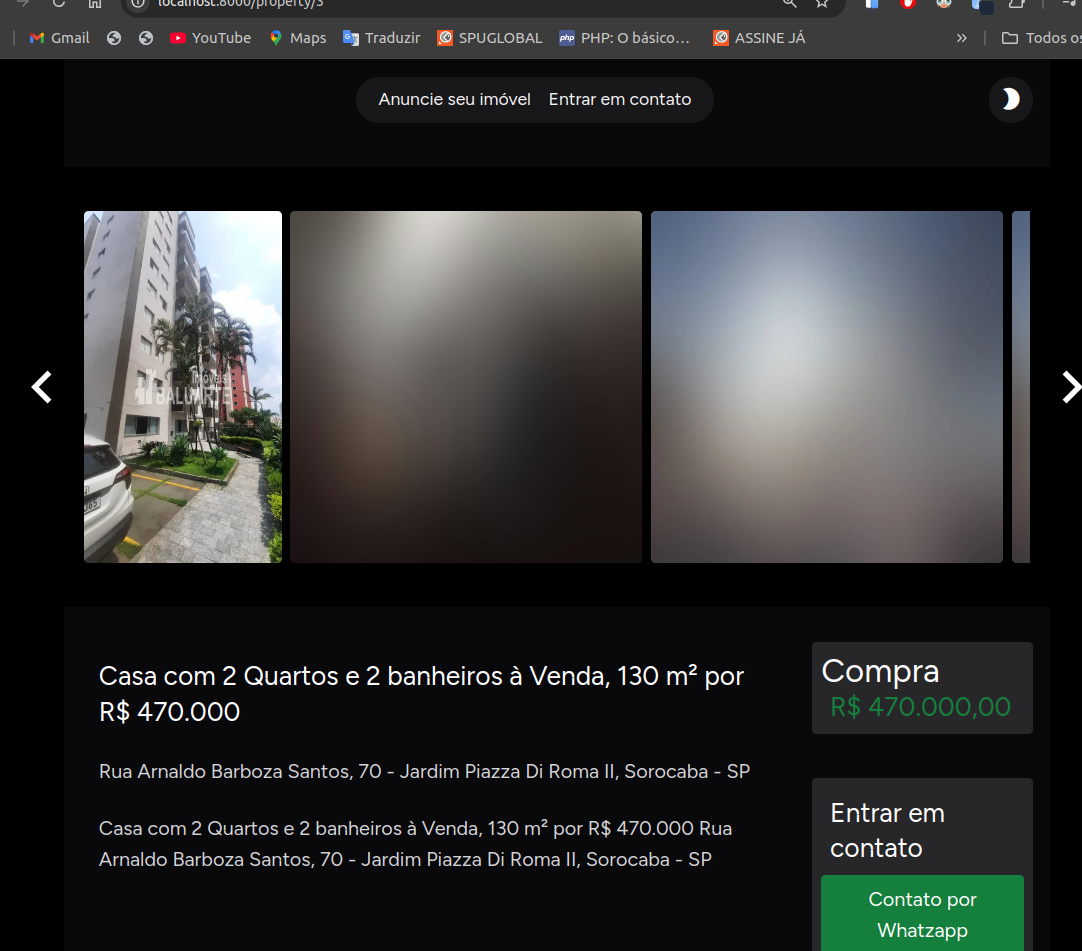 localhost:8000/property/3
Gmail YouTube Maps Traduzir SPUGLOBAL PHP: O básico... ASSINE JÁ » Todos os
Anuncie seu imóvel Entrar em contato
imóveis
BALUARTE
Casa com 2 Quartos e 2 banheiros à Venda, 130 m² por
R$ 470.000
Rua Arnaldo Barboza Santos, 70 - Jardim Piazza Di Roma II, Sorocaba - SP
Casa com 2 Quartos e 2 banheiros à Venda, 130 m² por R$ 470.000 Rua
Arnaldo Barboza Santos, 70 - Jardim Piazza Di Roma II, Sorocaba - SP
Compra
R$ 470.000,00
Entrar em
contato
Contato por
Whatzapp